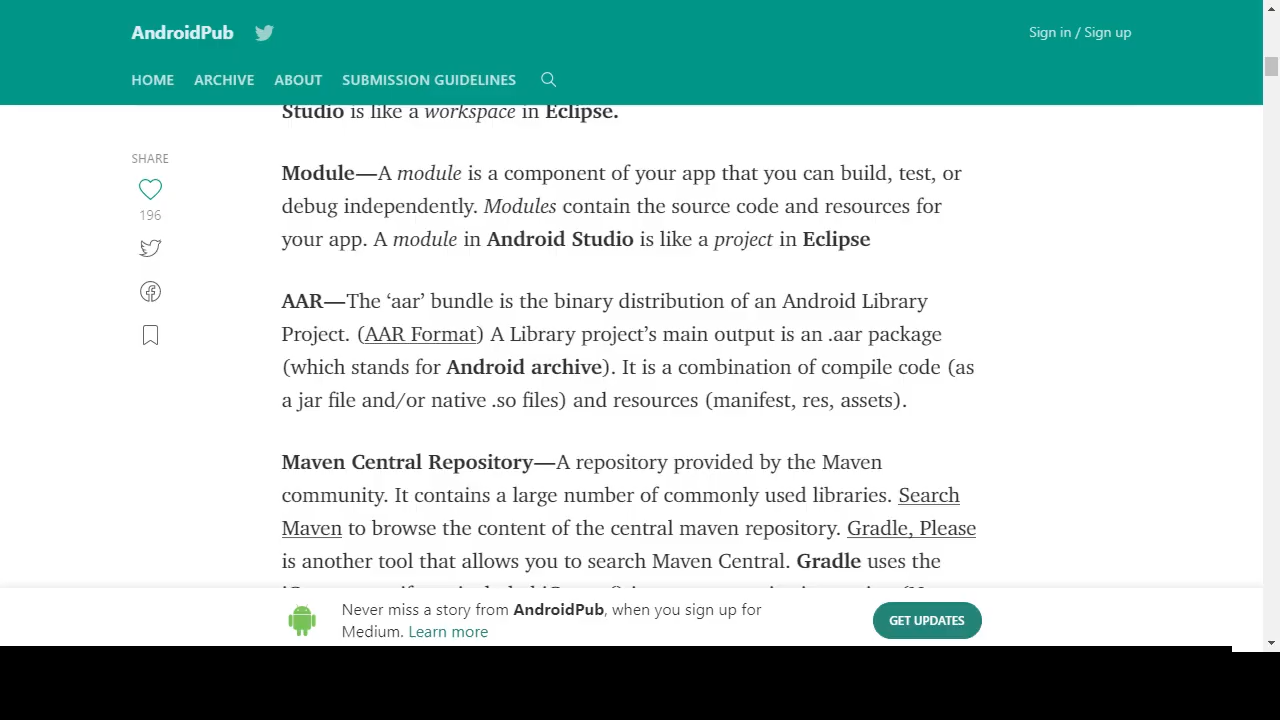 AndroidPub
Sign in / Sign up
HOME ARCHIVE ABOUT SUBMISSION GUIDELINES
Studio is like a workspace in Eclipse.
SHARE
196
Module—A module is a component of your app that you can build, test, or
debug independently. Modules contain the source code and resources for
your app. A module in Android Studio is like a project in Eclipse
AAR—The ‘aar’ bundle is the binary distribution of an Android Library
Project. (AAR Format) A Library project’s main output is an .aar package
(which stands for Android archive). It is a combination of compile code (as
a jar file and/or native .so files) and resources (manifest, res, assets).
Maven Central Repository—A repository provided by the Maven
community. It contains a large number of commonly used libraries. Search
Maven to browse the content of the central maven repository. Gradle, Please
is another tool that allows you to search Maven Central. Gradle uses the
Never miss a story from AndroidPub, when you sign up for
Medium. Learn more
GET UPDATES